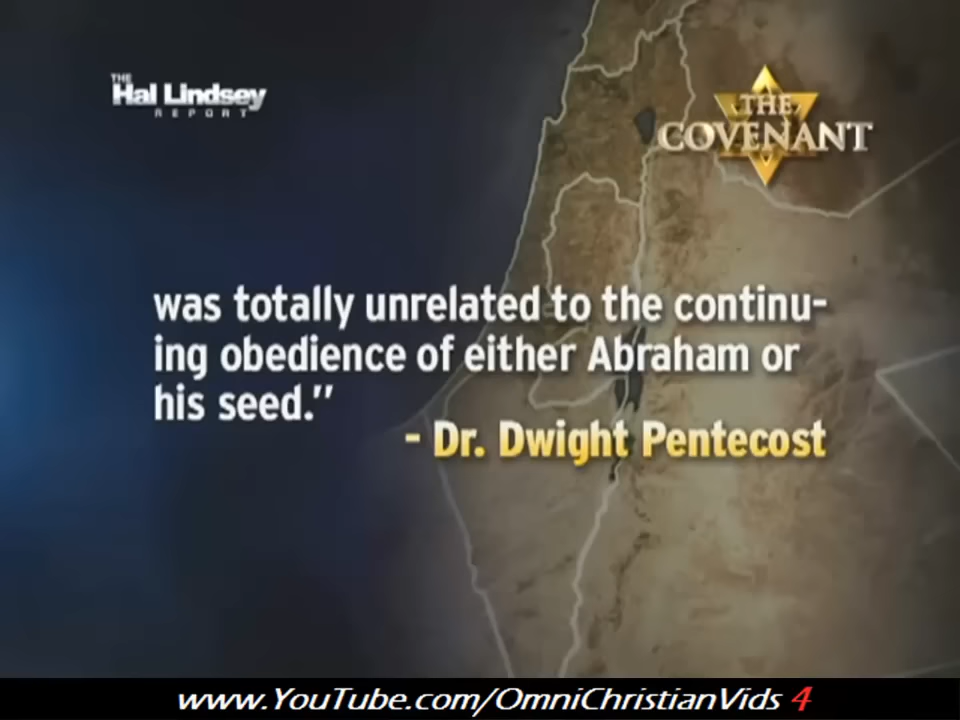 THE
Hal Lindsey
REPORT
THE
COVENANT
was totally unrelated to the continu-
ing obedience of either Abraham or
his seed."
- Dr. Dwight Pentecost
www.YouTube.com/OmniChristianVids 4